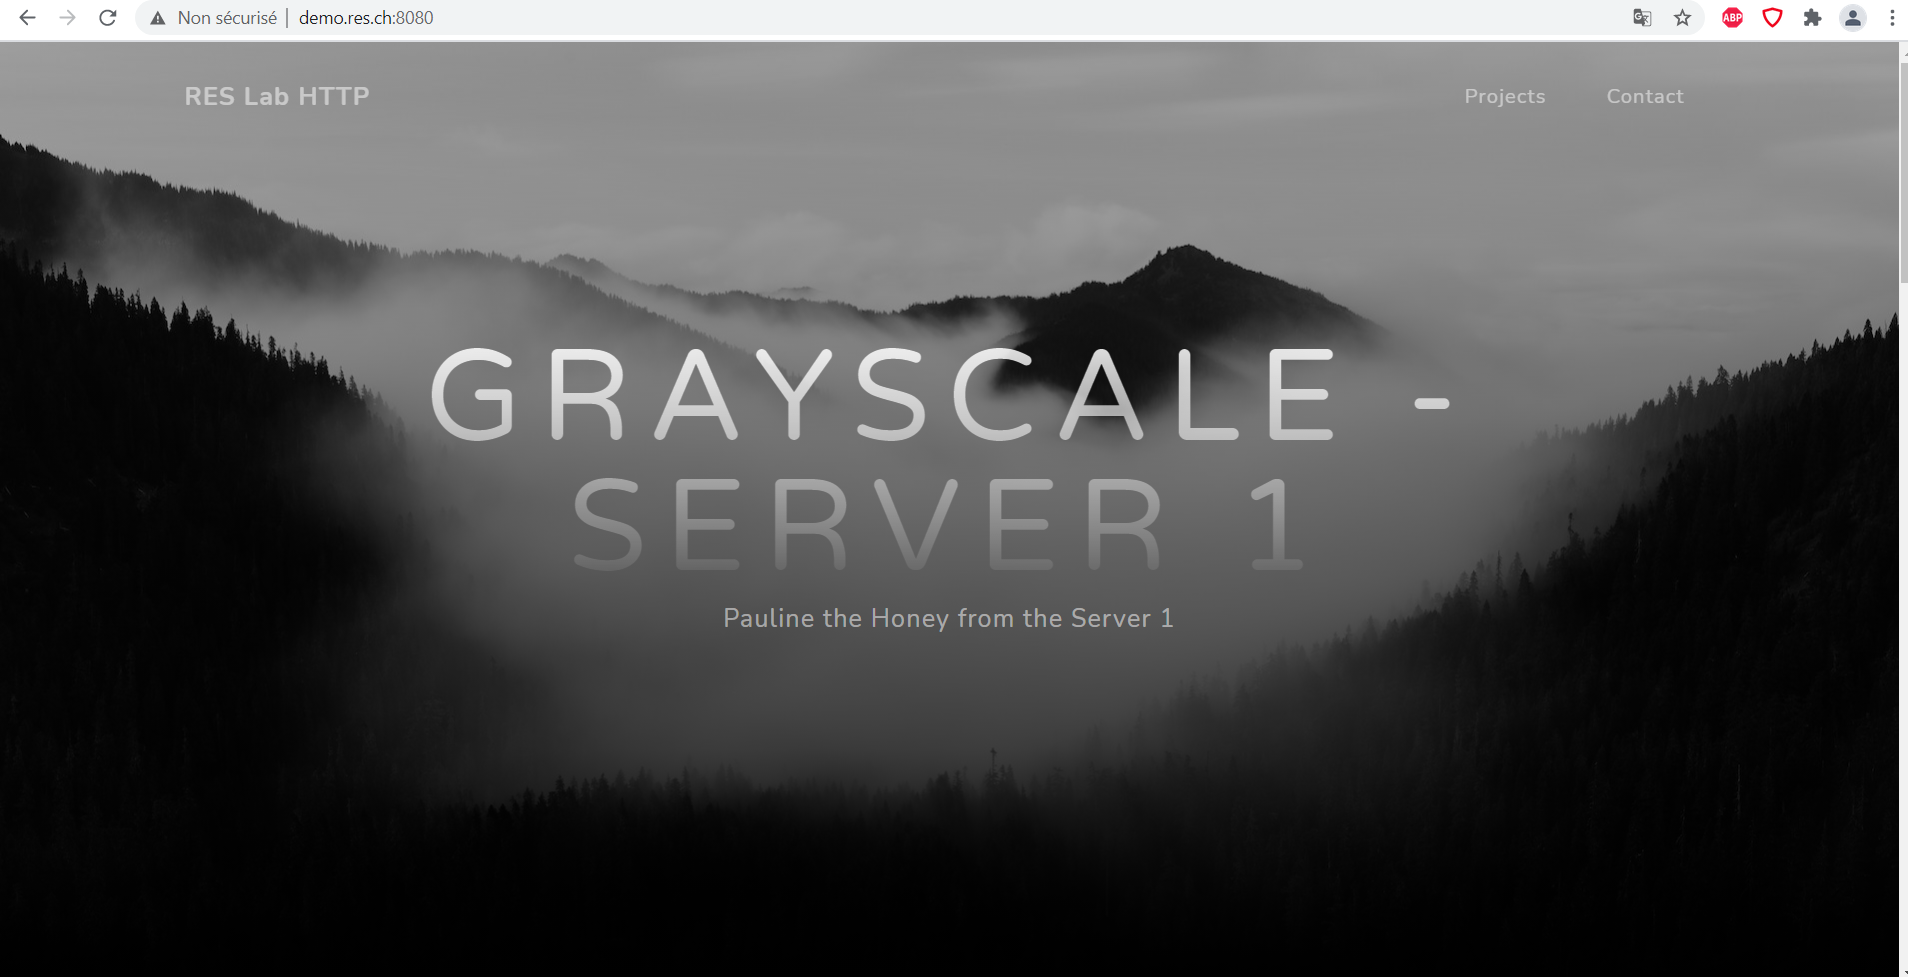 Non sécurisé | demo.res.ch:8080
ABP
RES Lab HTTP
Projects
Contact
GRAYSCALE -
SERVER 1
Pauline the Honey from the Server 1